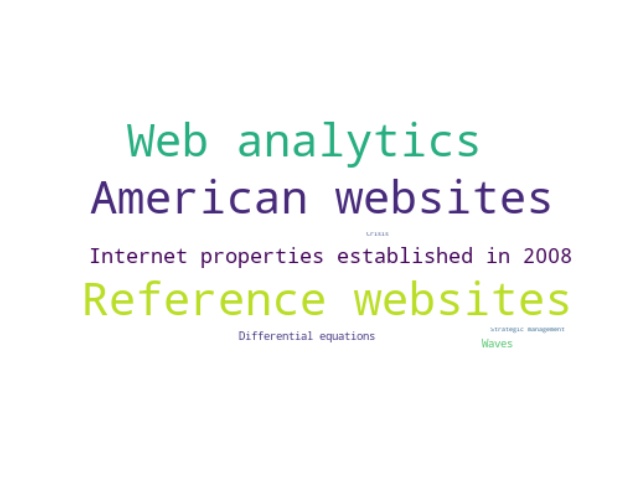 Web analytics
American websites
Crisis
Internet properties established in 2008
Reference websites
Strategic management
Differential equations
Waves